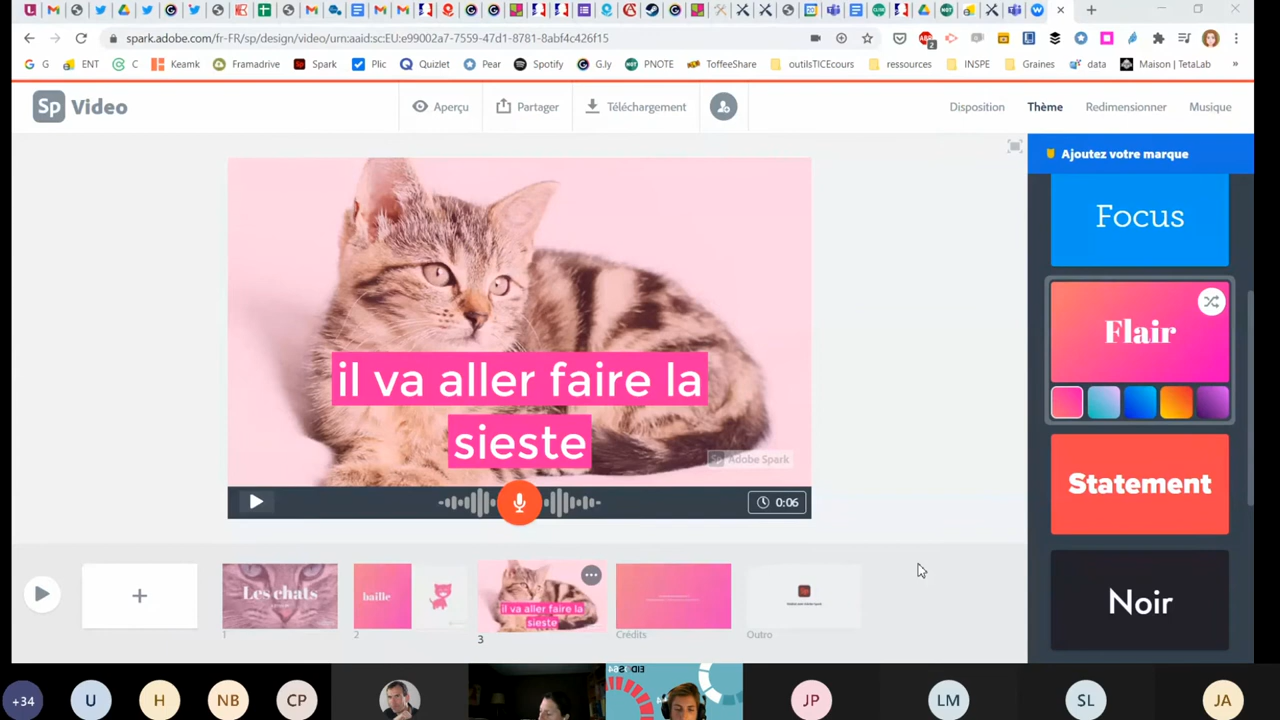 spark.adobe.com/fr-FR/sp/design/video/urn:aaid:sc:EU:e99002a7-7559-47d1-8781-8abf4c426f15
G ENT C Keamk Framadrive Spark Plic Quizlet Pear Spotify G.ly PNOTE ToffeeShare outilsTICEcours ressources INSPE Graines data Maison | TetaLab »
Sp Video Aperçu Partager Téléchargement Disposition Thème Redimensionner Musique
Ajoutez votre marque
Focus
Flair
il va aller faire la
sieste
Sp Adobe Spark
Statement
0:06
Noir
Les chats
baille
il va aller faire la
sieste
1
2
3
Crédits
Outro
+34 U H NB CP JP LM SL JA